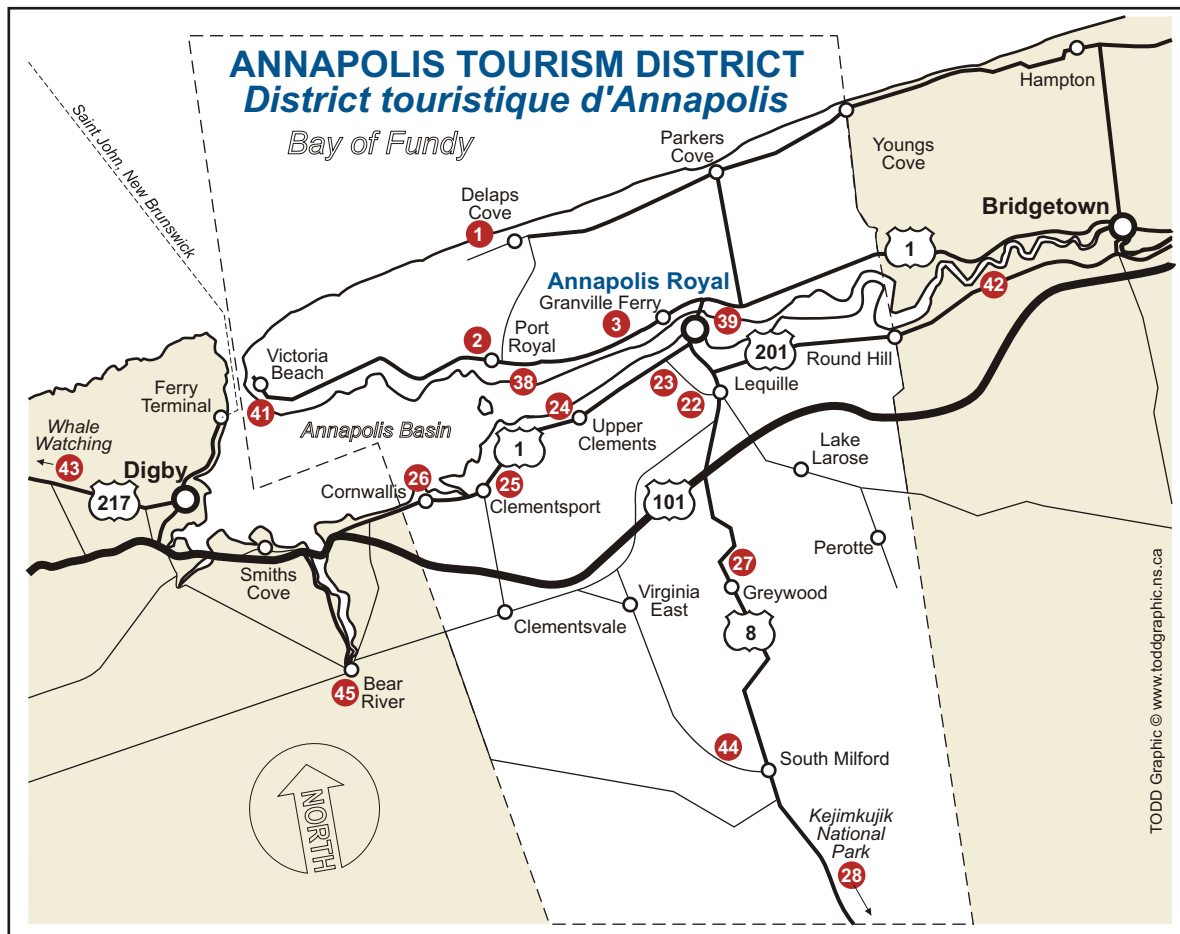 ANNAPOLIS TOURISM DISTRICT
District touristique d'Annapolis
Bay of Fundy
Saint John, New Brunswick
Hampton
Youngs
Cove
Parkers
Cove
Delaps
Cove
1
Bridgetown
1
42
Annapolis Royal
Granville Ferry
3
39
Port
Royal
2
201
Round Hill
Victoria
Beach
41
38
23
22
Lequille
24
Upper
Clements
Ferry
Terminal
Annapolis Basin
Whale
Watching
43
Digby
217
1
26
Cornwallis
25
Clementsport
101
Lake
Larose
Perotte
Smiths
Cove
27
Greywood
Virginia
East
Clementsvale
8
45
Bear
River
44
South Milford
NORTH
Kejimkujik
National
Park
28
TODD Graphic © www.toddgraphic.ns.ca